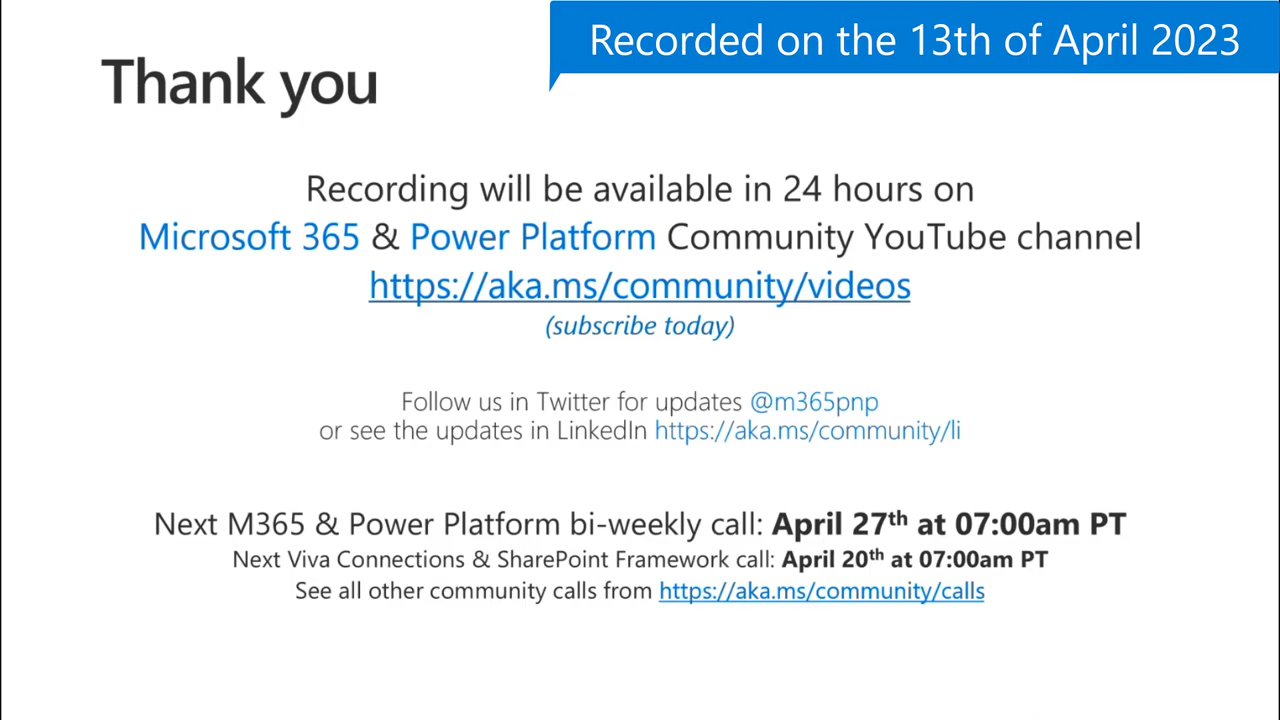 Recorded on the 13th of April 2023
Thank you
Recording will be available in 24 hours on
Microsoft 365 & Power Platform Community YouTube channel
https://aka.ms/community/videos
(subscribe today)
Follow us in Twitter for updates @m365pnp
or see the updates in LinkedIn https://aka.ms/community/li
Next M365 & Power Platform bi-weekly call: April 27th at 07:00am PT
Next Viva Connections & SharePoint Framework call: April 20th at 07:00am PT
See all other community calls from https://aka.ms/community/calls